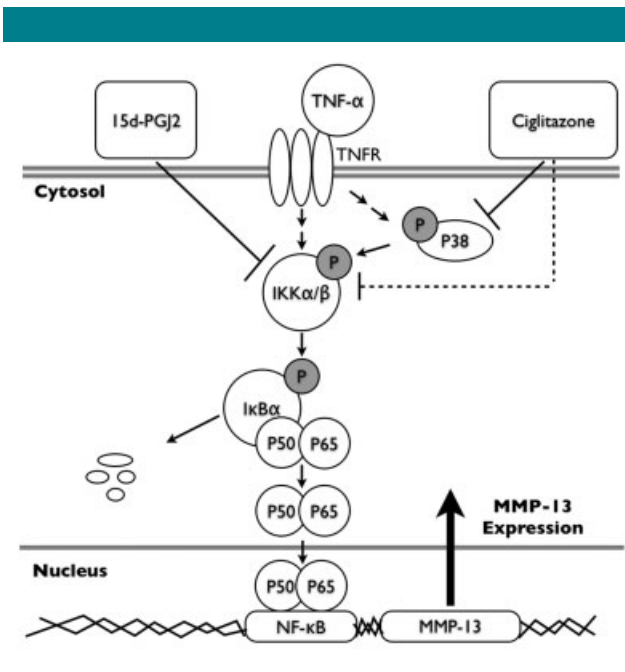 15d-PGJ2
TNF-α
Ciglitazone
TNFR
Cytosol
P
P38
P
IKKα/β
P
IκBα
P50 P65
P50 P65
MMP-13
Expression
Nucleus
P50 P65
NF-κB
MMP-13